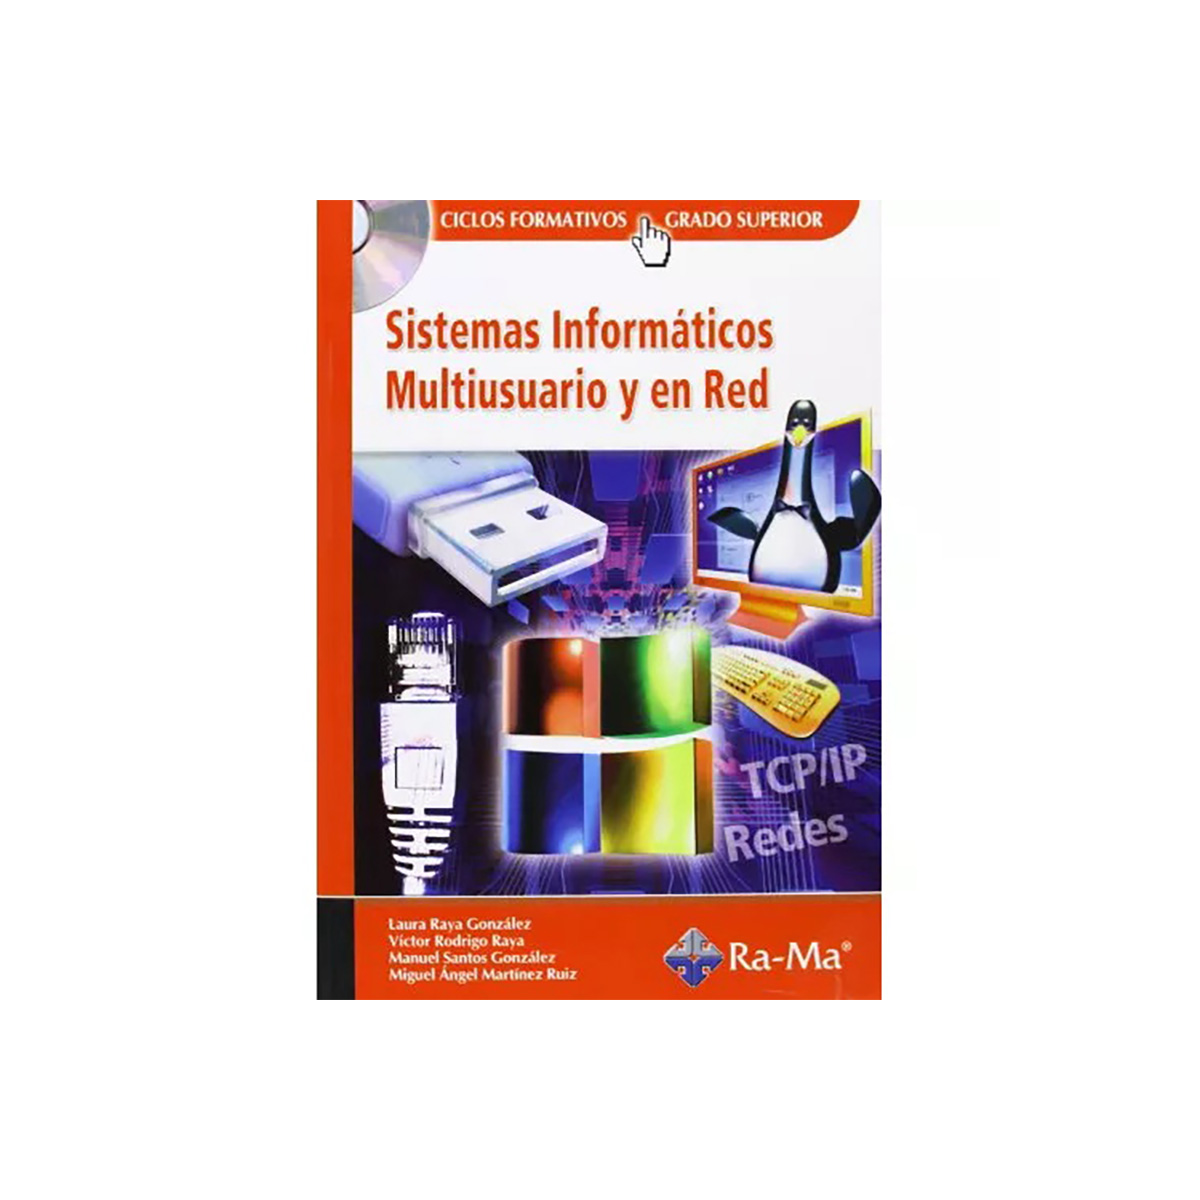 CICLOS FORMATIVOS GRADO SUPERIOR
Sistemas Informáticos
Multiusuario y en Red
TCP/IP
Redes
Laura Raya González
Víctor Rodrigo Raya
Manuel Santos González
Miguel Ángel Martínez Ruiz
Ra-Ma®